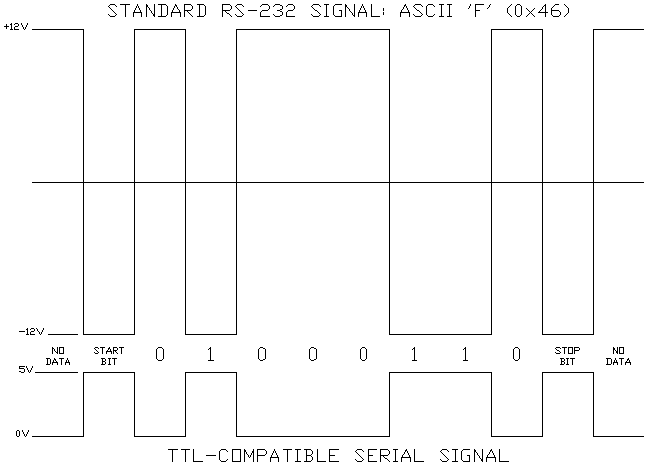 STANDARD RS-232 SIGNAL: ASCII 'F' (0x46)
+12V
-12V
NO DATA START BIT 0 1 0 0 0 1 1 0 STOP BIT NO DATA
5V
0V
TTL-COMPATIBLE SERIAL SIGNAL